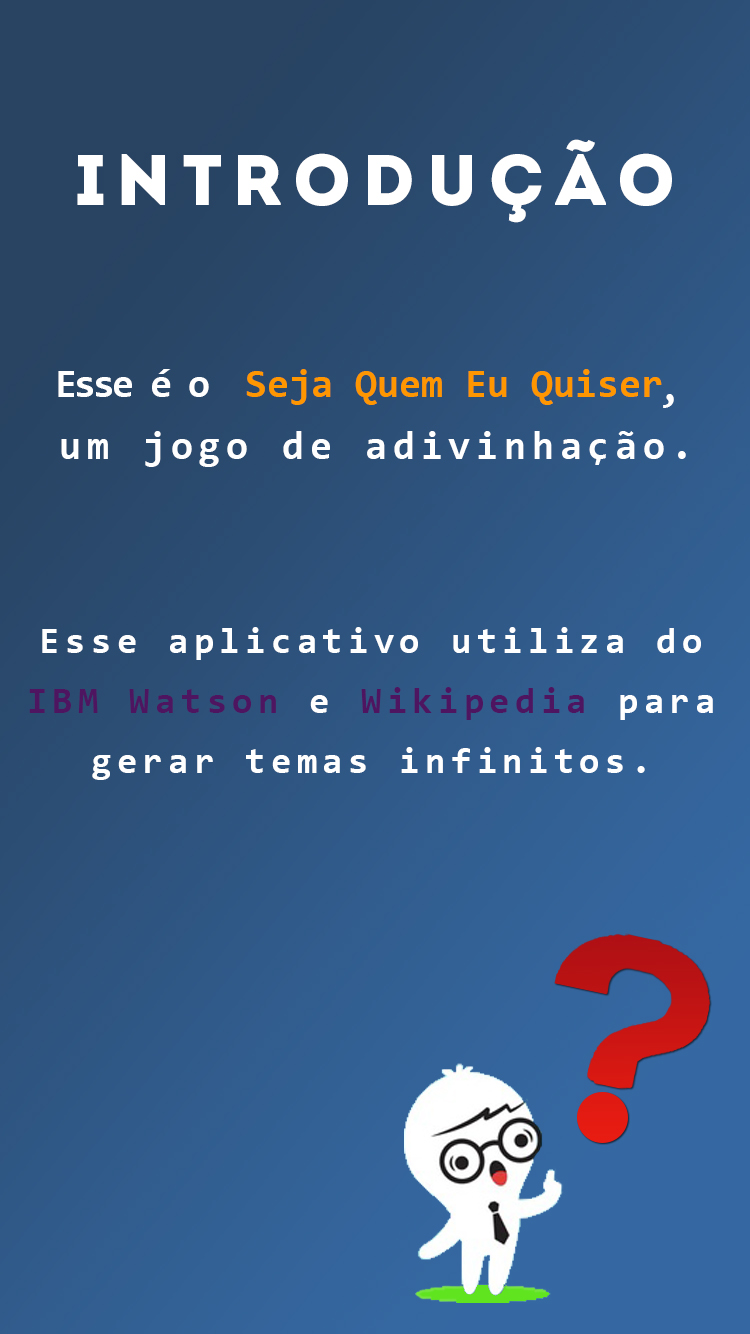 INTRODUÇÃO
Esse é o Seja Quem Eu Quiser,
um jogo de adivinhação.
Esse aplicativo utiliza do
IBM Watson e Wikipedia para
gerar temas infinitos.
?